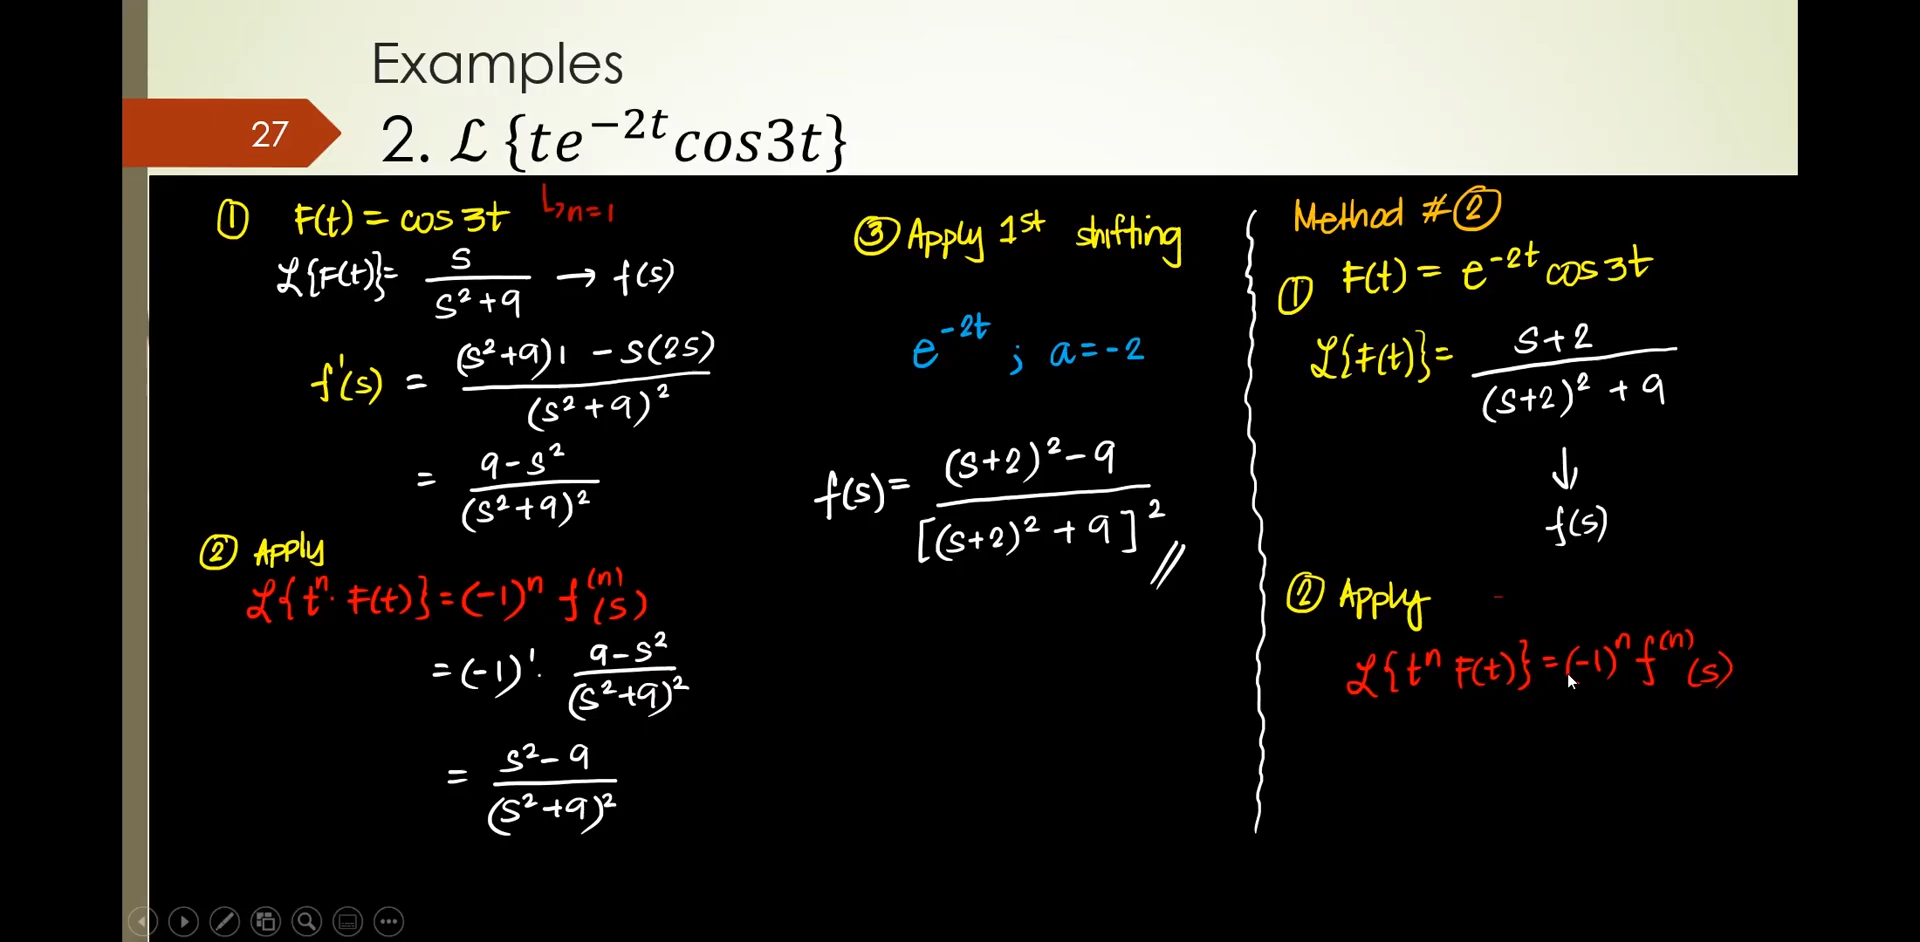 Examples
27
2. ℒ {te⁻²ᵗcos3t}
① F(t) = cos 3t ↳ n=1
ℒ{F(t)} = s / (s² + 9) → f(s)
f'(s) = ((s²+9)1 − s(2s)) / (s²+9)²
= (9 − s²) / (s²+9)²
② Apply
ℒ{tⁿ· F(t)} = (−1)ⁿ f⁽ⁿ⁾(s)
= (−1)¹· (9 − s²) / (s²+9)²
= (s² − 9) / (s²+9)²
③ Apply 1st shifting
e⁻²ᵗ ; a = −2
f(s) = ((s+2)² − 9) / [(s+2)² + 9]² //
Method # ②
① F(t) = e⁻²ᵗ cos 3t
ℒ{F(t)} = (s+2) / ((s+2)² + 9)
↓
f(s)
② Apply
ℒ{tⁿ F(t)} = (−1)ⁿ f⁽ⁿ⁾(s)